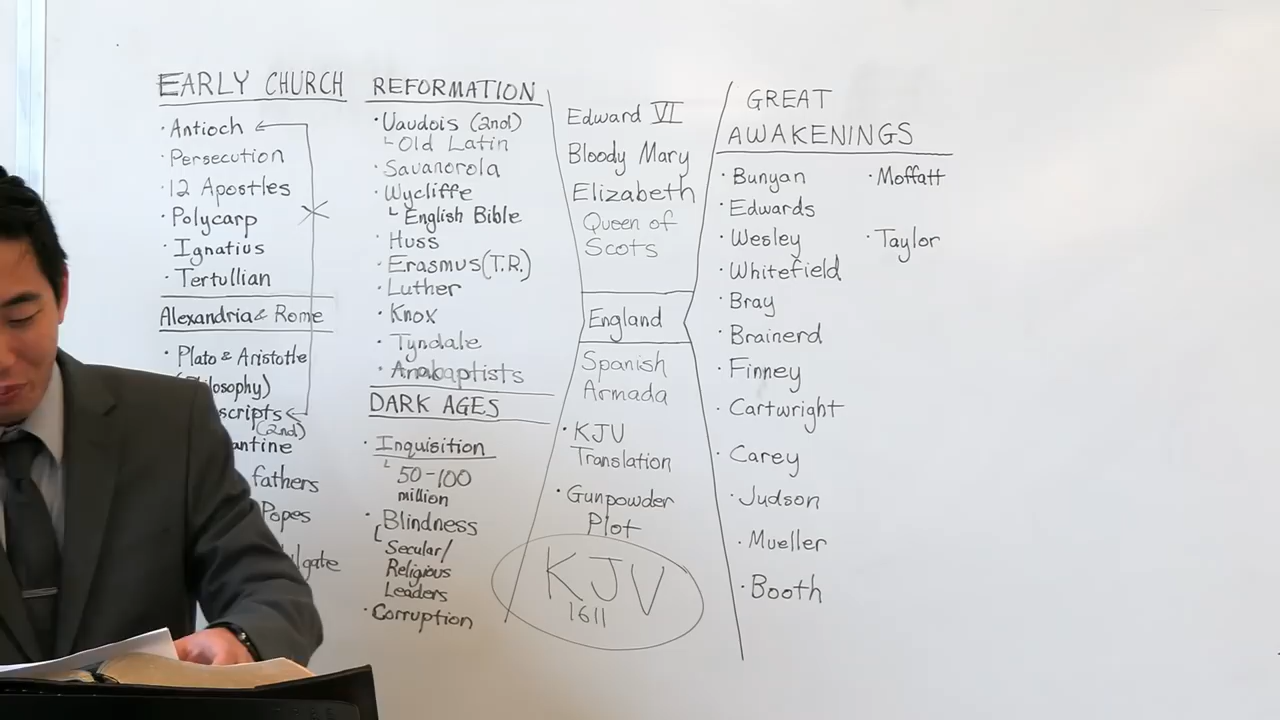 EARLY CHURCH
· Antioch
· Persecution
· 12 Apostles
· Polycarp
· Ignatius
· Tertullian
Alexandria & Rome
· Plato & Aristotle
scripts
(2nd)
antine
fathers
Popes
lgate
REFORMATION
· Vaudois (2nd)
└ Old Latin
· Savanorola
· Wycliffe
└ English Bible
· Huss
· Erasmus (T.R.)
· Luther
· Knox
· Tyndale
· Anabaptists
DARK AGES
· Inquisition
└ 50-100
million
· Blindness
Secular/
Religious
Leaders
· Corruption
Edward VI
Bloody Mary
Elizabeth
Queen of
Scots
England
Spanish
Armada
· KJV
Translation
· Gunpowder
Plot
KJV
1611
GREAT
AWAKENINGS
· Bunyan
· Edwards
· Wesley
· Whitefield
· Bray
· Brainerd
· Finney
· Cartwright
· Carey
· Judson
· Mueller
· Booth
· Moffatt
· Taylor